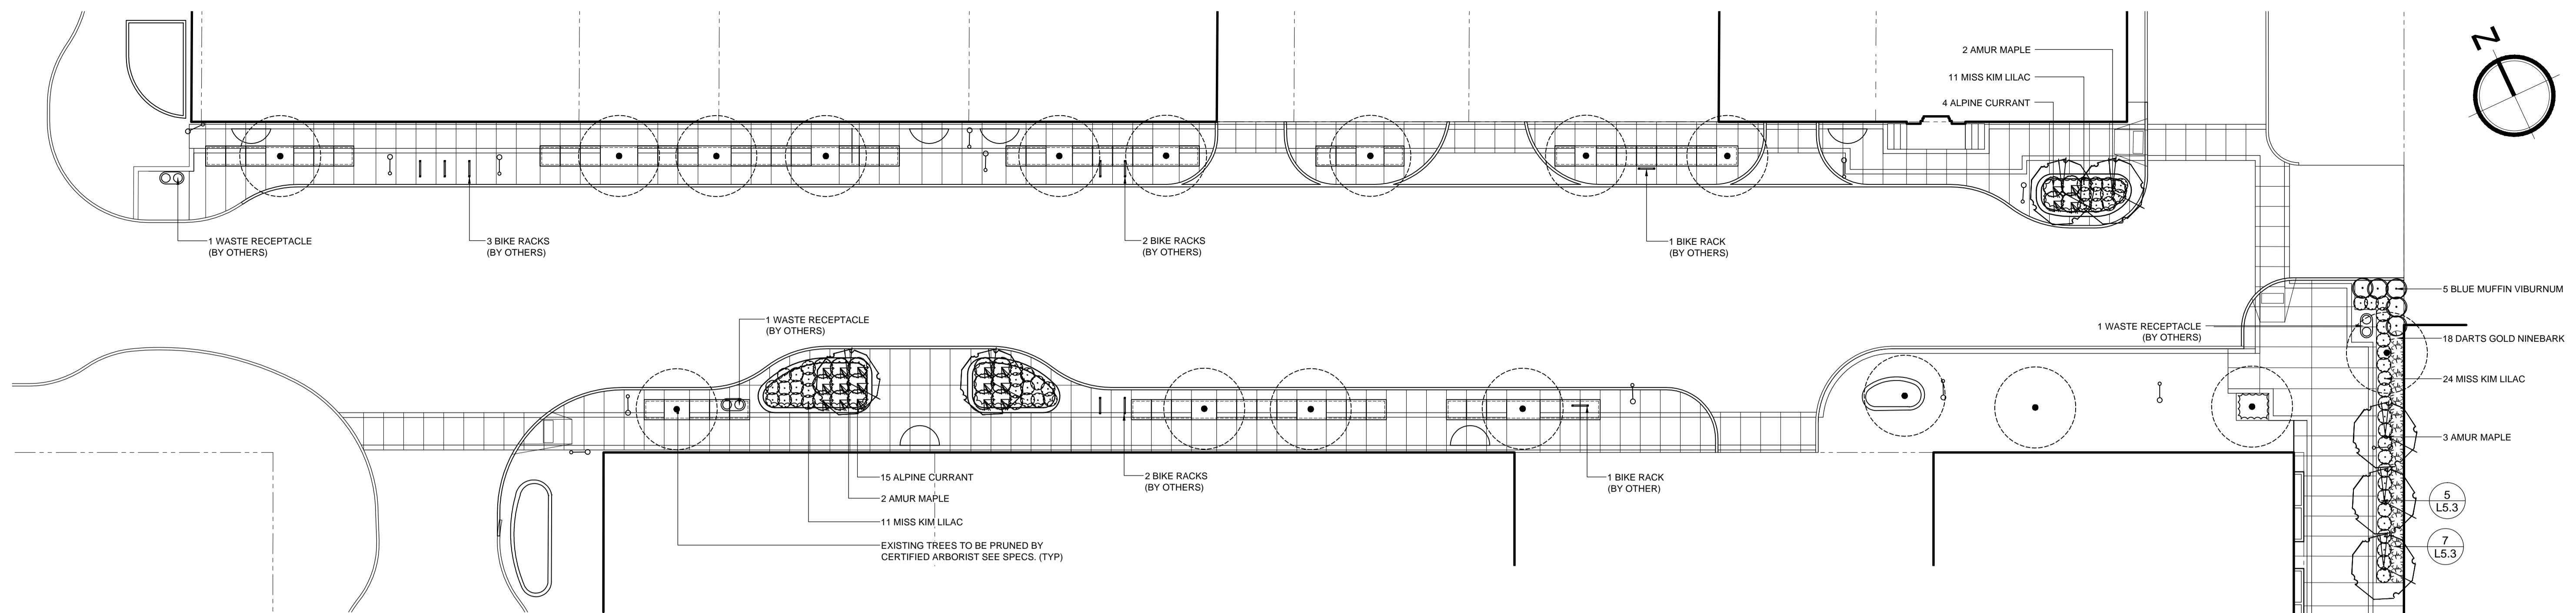 N
2 AMUR MAPLE
11 MISS KIM LILAC
4 ALPINE CURRANT
1 WASTE RECEPTACLE
(BY OTHERS)
3 BIKE RACKS
(BY OTHERS)
2 BIKE RACKS
(BY OTHERS)
1 BIKE RACK
(BY OTHERS)
5 BLUE MUFFIN VIBURNUM
1 WASTE RECEPTACLE
(BY OTHERS)
1 WASTE RECEPTACLE
(BY OTHERS)
18 DARTS GOLD NINEBARK
24 MISS KIM LILAC
3 AMUR MAPLE
15 ALPINE CURRANT
2 AMUR MAPLE
11 MISS KIM LILAC
EXISTING TREES TO BE PRUNED BY
CERTIFIED ARBORIST SEE SPECS. (TYP)
2 BIKE RACKS
(BY OTHERS)
1 BIKE RACK
(BY OTHER)
5
L5.3
7
L5.3